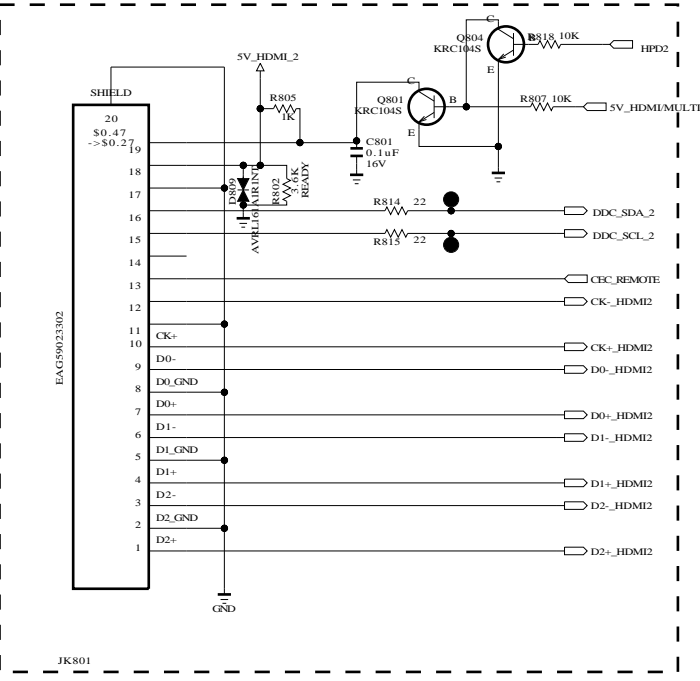 C
Q804
KRC104S
B
R818 10K
HPD2
E
5V_HDMI_2
SHIELD
R805
1K
C
Q801
KRC104S
B
R807 10K
5V_HDMI/MULTI
E
20
$0.47
->$0.27
19
C801
0.1uF
16V
18
D809
AVRL161A1R1NT
R802
3.6K
READY
17
R814 22
DDC_SDA_2
16
R815 22
DDC_SCL_2
15
14
CEC_REMOTE
13
CK-_HDMI2
12
11
CK+
10
CK+_HDMI2
D0-
9
D0-_HDMI2
D0_GND
8
D0+
7
D0+_HDMI2
D1-
6
D1-_HDMI2
D1_GND
5
D1+
4
D1+_HDMI2
D2-
3
D2-_HDMI2
D2_GND
2
D2+
1
D2+_HDMI2
EAG59023302
GND
JK801